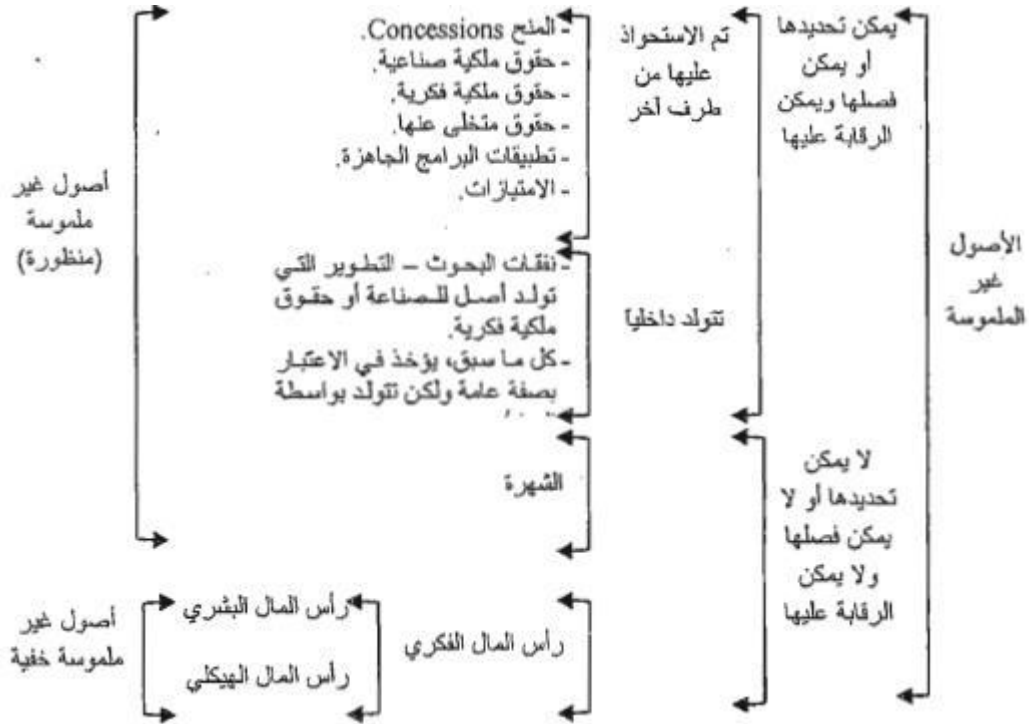 الأصول
غير
الملموسة
يمكن تحديدها
أو يمكن
فصلها ويمكن
الرقابة عليها
تم الاستحواذ
عليها من
طرف آخر
- المنح Concessions.
- حقوق ملكية صناعية.
- حقوق ملكية فكرية.
- حقوق متخلى عنها.
- تطبيقات البرامج الجاهزة.
- الامتيازات.
تتولد داخليا
- نفقات البحوث – التطوير التي
تولد أصل للصناعة أو حقوق
ملكية فكرية.
- كل ما سبق، يؤخذ في الاعتبار
بصفة عامة ولكن تتولد بواسطة
لا يمكن
تحديدها أو لا
يمكن فصلها
ولا يمكن
الرقابة عليها
الشهرة
رأس المال الفكري
رأس المال البشري
رأس المال الهيكلي
أصول غير
ملموسة
(منظورة)
أصول غير
ملموسة خفية